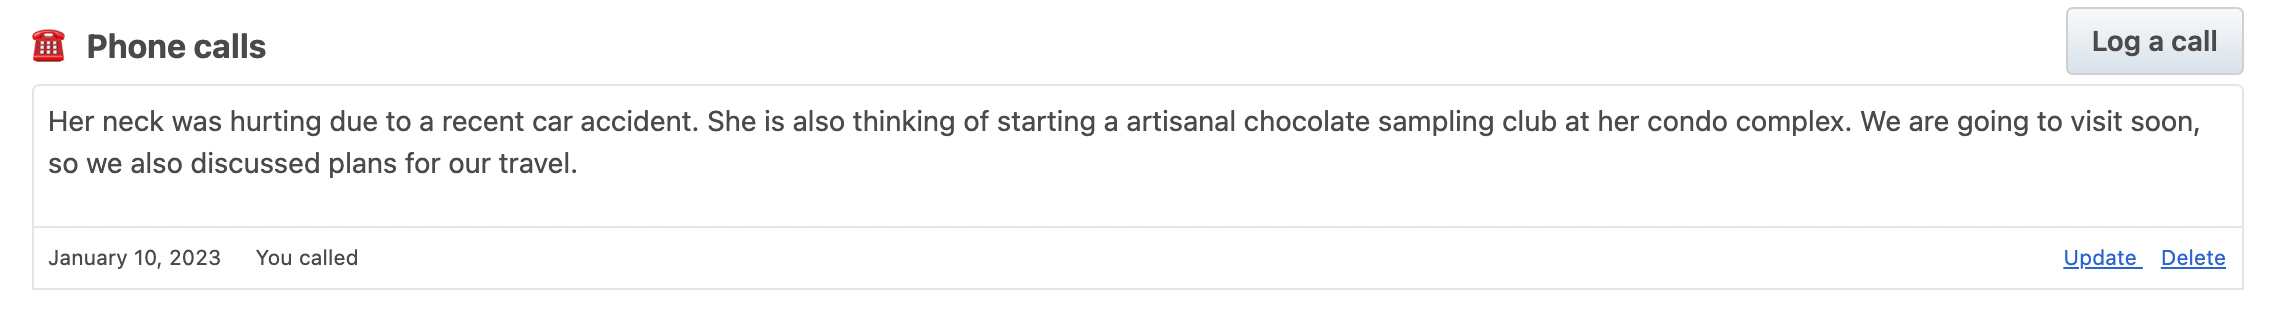 Phone calls
Log a call
Her neck was hurting due to a recent car accident. She is also thinking of starting a artisanal chocolate sampling club at her condo complex. We are going to visit soon,
so we also discussed plans for our travel.
January 10, 2023 You called
Update Delete